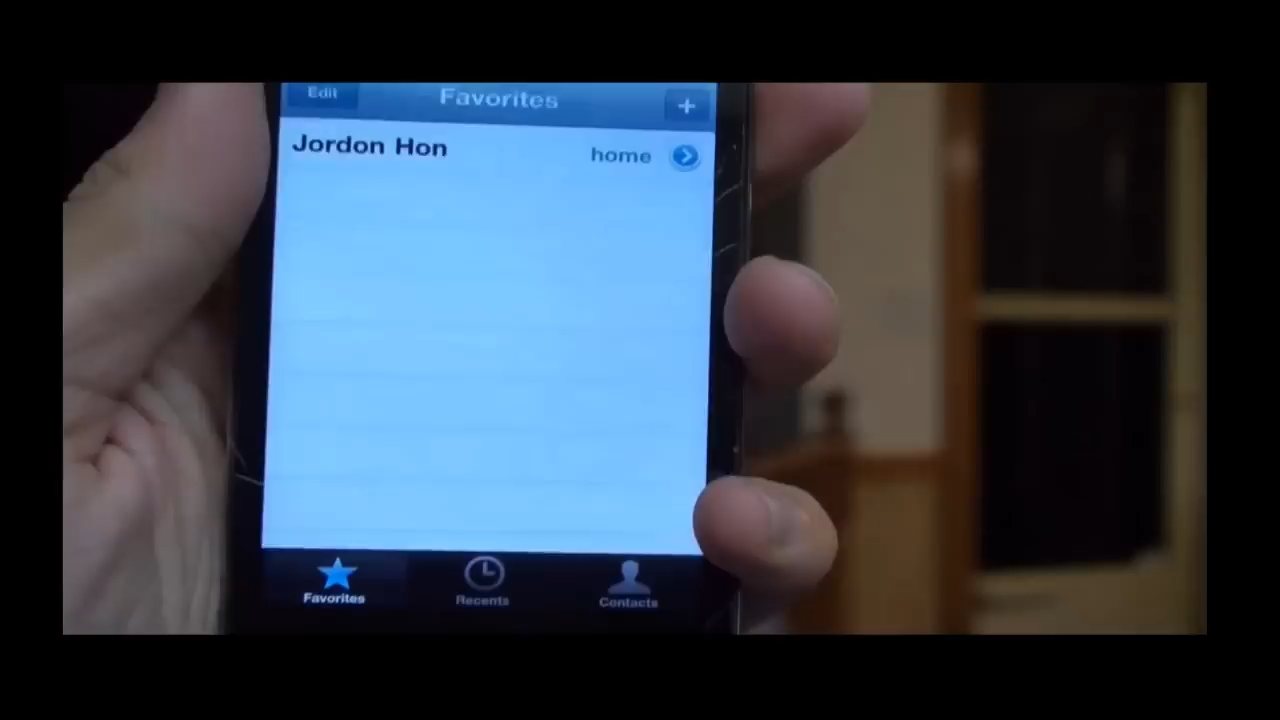 Edit
Favorites
+
Jordon Hon
home
Favorites
Recents
Contacts